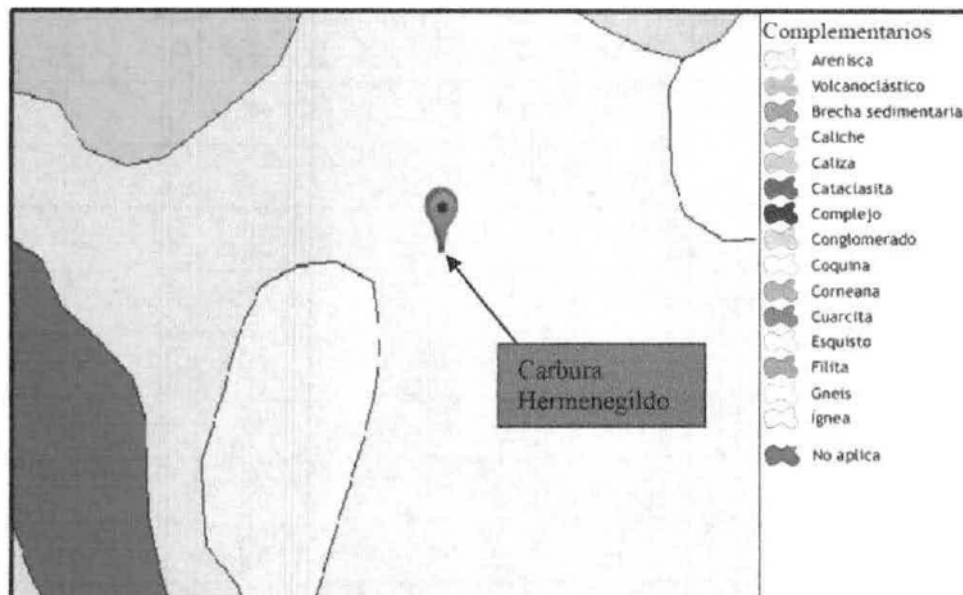 Complementarios
Arenisca
Volcanoclástico
Brecha sedimentaria
Caliche
Caliza
Cataclasita
Complejo
Conglomerado
Coquina
Corneana
Cuarcita
Esquisto
Filita
Gneis
Ígnea
No aplica
Carbura
Hermenegildo